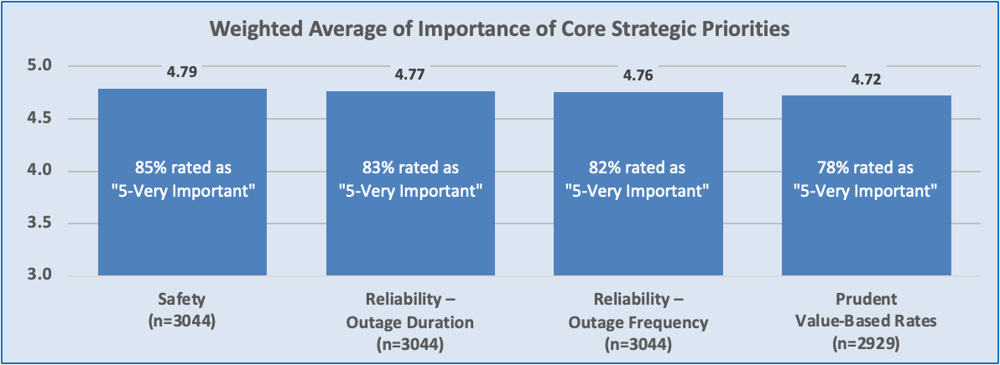 Weighted Average of Importance of Core Strategic Priorities
5.0
4.5
4.0
3.5
3.0
4.79
4.77
4.76
4.72
85% rated as
"5-Very Important"
83% rated as
"5-Very Important"
82% rated as
"5-Very Important"
78% rated as
"5-Very Important"
Safety
(n=3044)
Reliability –
Outage Duration
(n=3044)
Reliability –
Outage Frequency
(n=3044)
Prudent
Value-Based Rates
(n=2929)